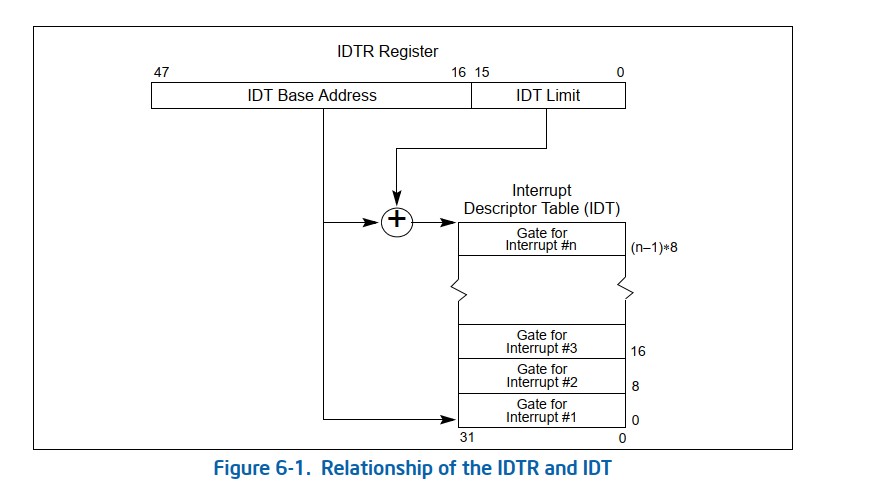 IDTR Register
47 16 15 0
IDT Base Address IDT Limit
+
Interrupt
Descriptor Table (IDT)
Gate for
Interrupt #n
(n–1)∗8
Gate for
Interrupt #3
16
Gate for
Interrupt #2
8
Gate for
Interrupt #1
0
31 0
Figure 6-1. Relationship of the IDTR and IDT